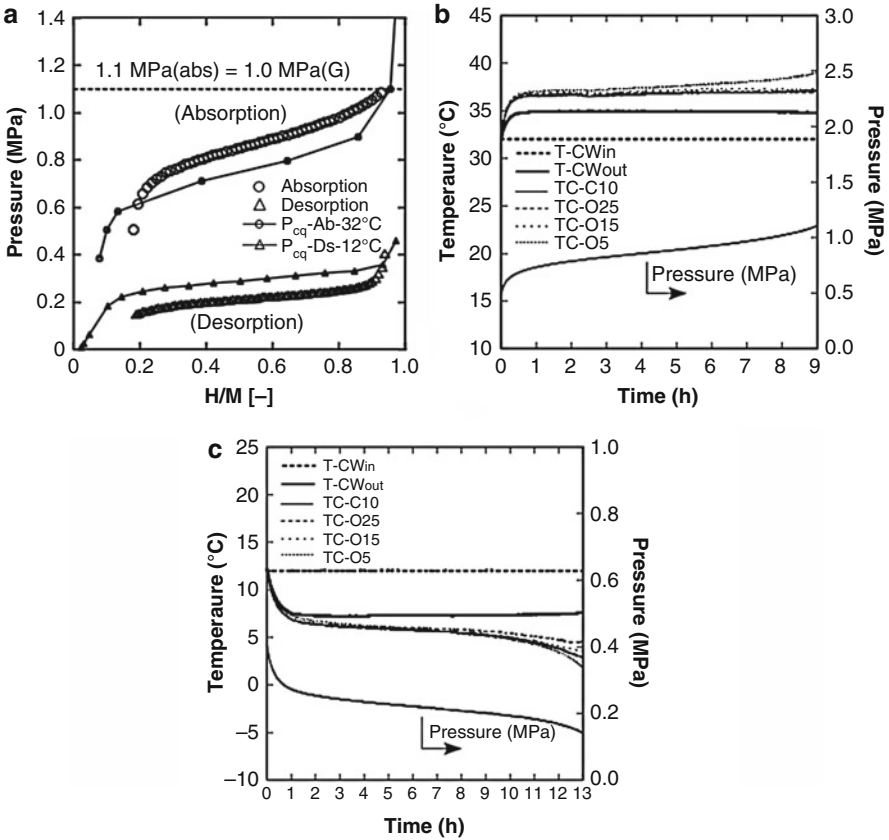 a
1.4
1.2
1.0
0.8
0.6
0.4
0.2
0
Pressure (MPa)
1.1 MPa(abs) = 1.0 MPa(G)
(Absorption)
Absorption
Desorption
Pcq-Ab-32°C
Pcq-Ds-12°C
(Desorption)
0 0.2 0.4 0.6 0.8 1.0
H/M [–]
b
45
40
35
30
25
20
15
10
Temperaure (°C)
T-CWin
T-CWout
TC-C10
TC-O25
TC-O15
TC-O5
Pressure (MPa)
3.0
2.5
2.0
1.5
1.0
0.5
0.0
Pressure (MPa)
0 1 2 3 4 5 6 7 8 9
Time (h)
c
25
20
15
10
5
0
−5
−10
Temperaure (°C)
T-CWin
T-CWout
TC-C10
TC-O25
TC-O15
TC-O5
Pressure (MPa)
1.0
0.8
0.6
0.4
0.2
0.0
Pressure (MPa)
0 1 2 3 4 5 6 7 8 9 10 11 12 13
Time (h)